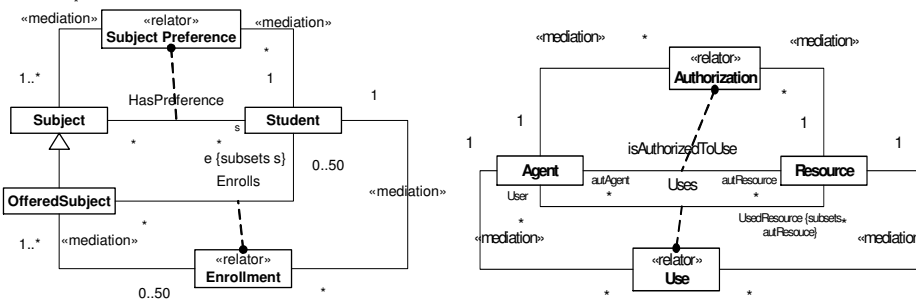 «mediation»
«relator»
Subject Preference
«mediation»
*
1..*
1
HasPreference
1
Subject
s
Student
*
*
e {subsets s}
0..50
Enrolls
«mediation»
OfferedSubject
*
1..*
«mediation»
«relator»
Enrollment
0..50
*
«mediation»
*
«mediation»
«relator»
Authorization
*
1
1
1
isAuthorizedToUse
1
Agent
autAgent
Uses
autResource
Resource
User
*
*
*
UsedResource {subsets
autResouce}
*
«mediation»
«mediation
«relator»
Use
*
*